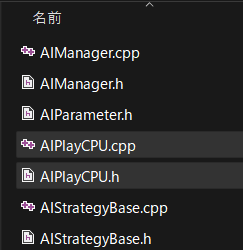 名前
AIManager.cpp
AIManager.h
AIParameter.h
AIPlayCPU.cpp
AIPlayCPU.h
AIStrategyBase.cpp
AIStrategyBase.h